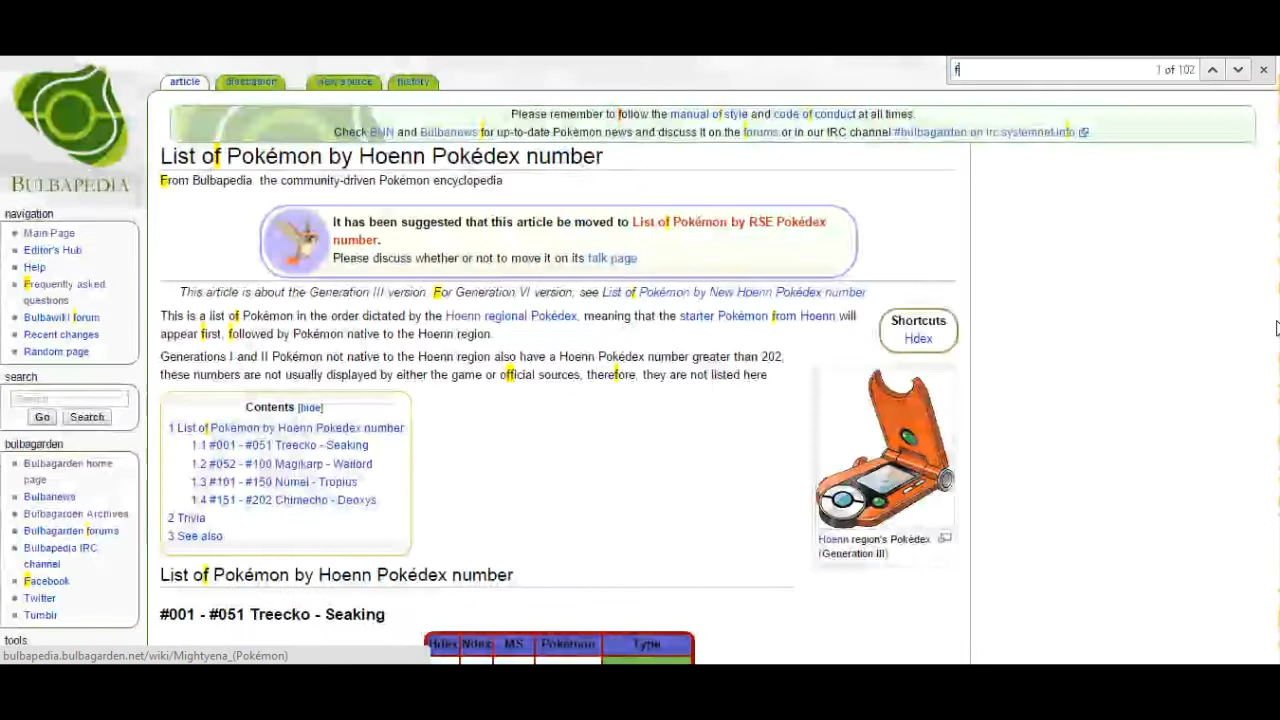 article discussion view source history
f 1 of 102
Please remember to follow the manual of style and code of conduct at all times.
Check BNN and Bulbanews for up-to-date Pokémon news and discuss it on the forums or in our IRC channel #bulbagarden on irc.systemnet.info
BULBAPEDIA
List of Pokémon by Hoenn Pokédex number
From Bulbapedia the community-driven Pokémon encyclopedia
It has been suggested that this article be moved to List of Pokémon by RSE Pokédex
number.
Please discuss whether or not to move it on its talk page
This article is about the Generation III version. For Generation VI version, see List of Pokémon by New Hoenn Pokédex number
This is a list of Pokémon in the order dictated by the Hoenn regional Pokédex, meaning that the starter Pokémon from Hoenn will
appear first, followed by Pokémon native to the Hoenn region.
Generations I and II Pokémon not native to the Hoenn region also have a Hoenn Pokédex number greater than 202,
these numbers are not usually displayed by either the game or official sources, therefore, they are not listed here
Shortcuts
Hdex
Contents [hide]
1 List of Pokémon by Hoenn Pokédex number
1.1 #001 - #051 Treecko - Seaking
1.2 #052 - #100 Magikarp - Wailord
1.3 #101 - #150 Numel - Tropius
1.4 #151 - #202 Chimecho - Deoxys
2 Trivia
3 See also
Hoenn region's Pokédex
(Generation III)
List of Pokémon by Hoenn Pokédex number
#001 - #051 Treecko - Seaking
Hdex Ndex MS Pokémon Type
navigation
Main Page
Editor's Hub
Help
Frequently asked
questions
Bulbawiki forum
Recent changes
Random page
search
Search
Go Search
bulbagarden
Bulbagarden home
page
Bulbanews
Bulbagarden Archives
Bulbagarden forums
Bulbapedia IRC
channel
Facebook
Twitter
Tumblr
tools
bulbapedia.bulbagarden.net/wiki/Mightyena_(Pokémon)